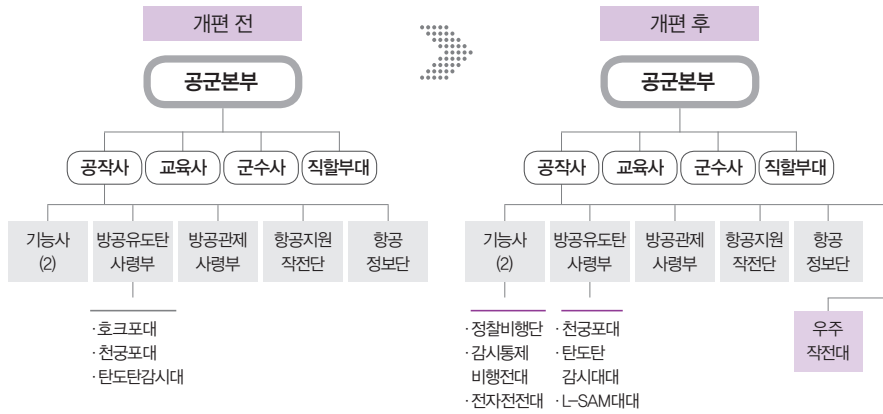 개편 전
공군본부
공작사 교육사 군수사 직할부대
기능사 방공유도탄 방공관제 항공지원 항공
(2) 사령부 사령부 작전단 정보단
·호크포대
·천궁포대
·탄도탄감시대
개편 후
공군본부
공작사 교육사 군수사 직할부대
기능사 방공유도탄 방공관제 항공지원 항공
(2) 사령부 사령부 작전단 정보단
·정찰비행단
·감시통제
비행전대
·전자전전대
·천궁포대
·탄도탄
감시대대
·L-SAM대대
우주
작전대